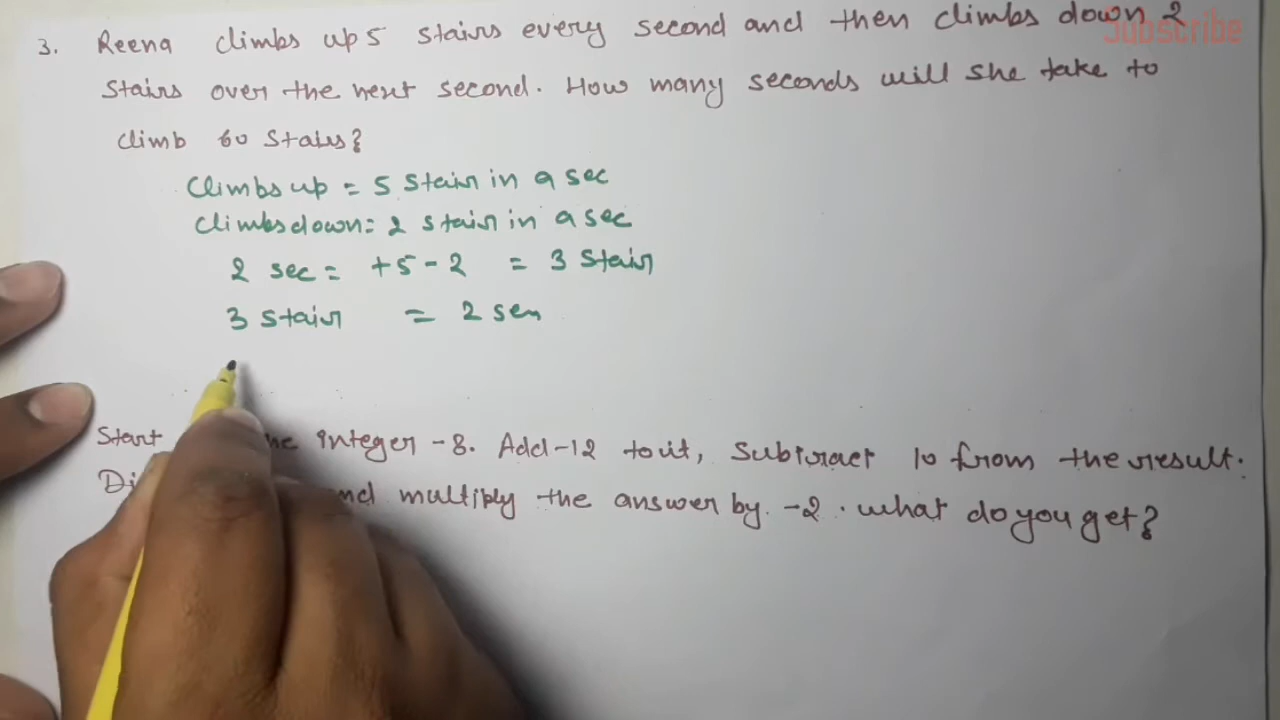 3. Reena climbs up 5 stairs every second and then climbs down 2
Subscribe
Stairs over the next second. How many seconds will she take to
climb 60 Stairs?
Climbs up = 5 Stair in a sec
Climbs down = 2 stair in a sec
2 sec = +5 - 2 = 3 Stair
3 stair = 2 sec
Start integer -8. Add -12 to it, Subtract 10 from the result.
multiply the answer by -2. what do you get?